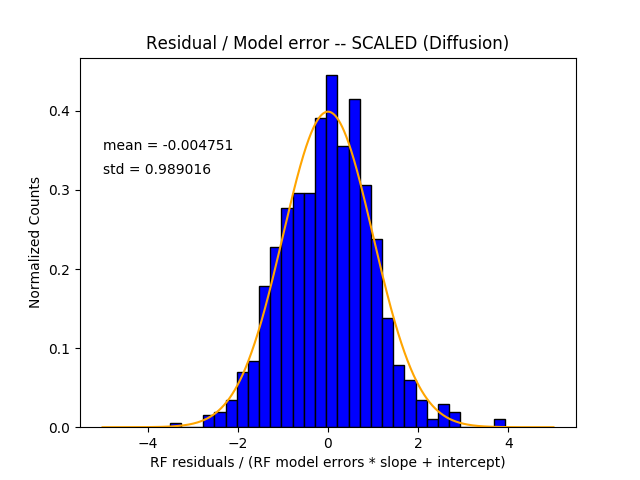 Residual / Model error -- SCALED (Diffusion)
mean = -0.004751
std = 0.989016
Normalized Counts
0.4
0.3
0.2
0.1
0.0
−4
−2
0
2
4
RF residuals / (RF model errors * slope + intercept)